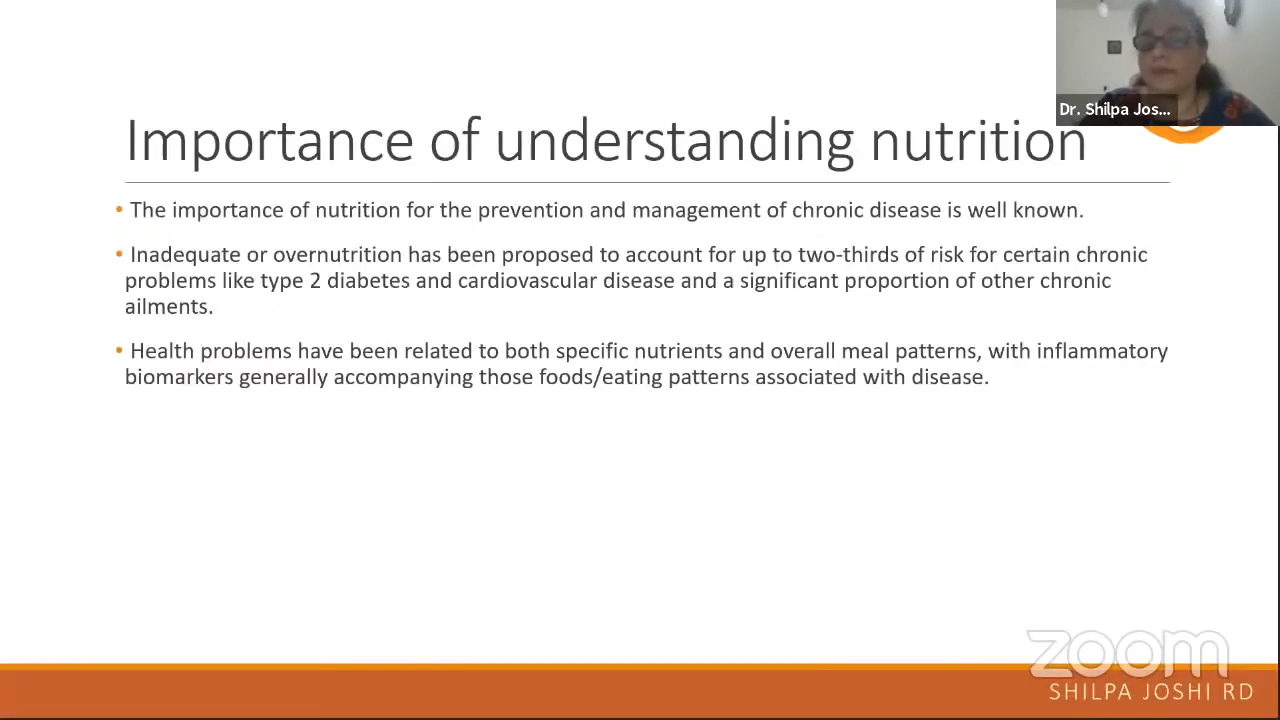 Dr. Shilpa Jos...
Importance of understanding nutrition
• The importance of nutrition for the prevention and management of chronic disease is well known.
• Inadequate or overnutrition has been proposed to account for up to two-thirds of risk for certain chronic
problems like type 2 diabetes and cardiovascular disease and a significant proportion of other chronic
ailments.
• Health problems have been related to both specific nutrients and overall meal patterns, with inflammatory
biomarkers generally accompanying those foods/eating patterns associated with disease.
zoom
SHILPA JOSHI RD